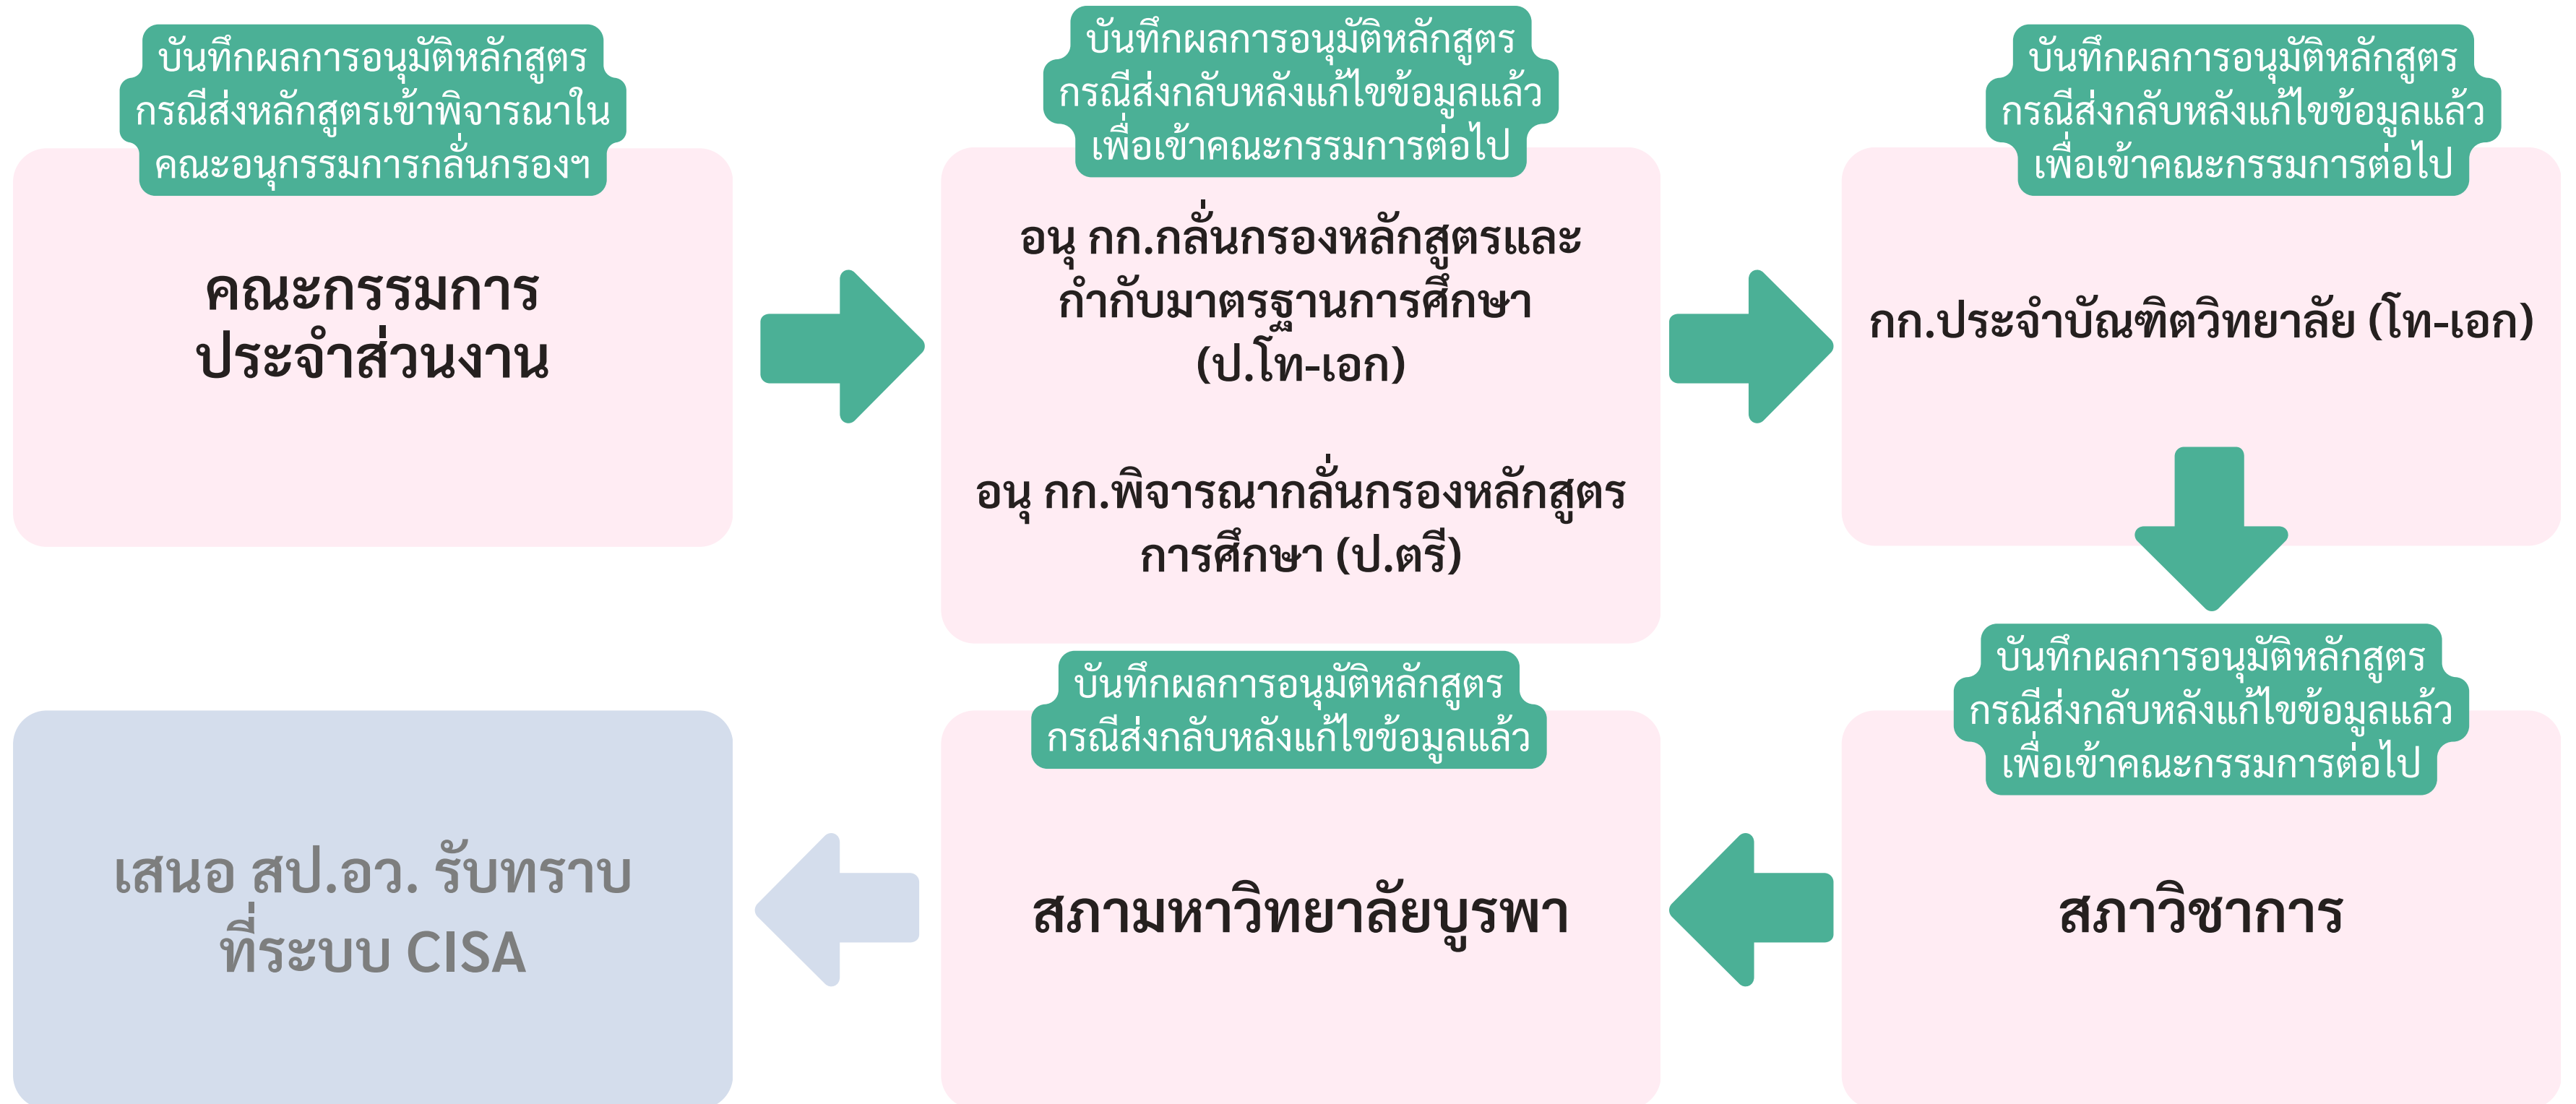 บันทึกผลการอนุมัติหลักสูตร
กรณีส่งหลักสูตรเข้าพิจารณาใน
คณะอนุกรรมการกลั่นกรองฯ
คณะกรรมการ
ประจำส่วนงาน
บันทึกผลการอนุมัติหลักสูตร
กรณีส่งกลับหลังแก้ไขข้อมูลแล้ว
เพื่อเข้าคณะกรรมการต่อไป
อนุ กก.กลั่นกรองหลักสูตรและ
กำกับมาตรฐานการศึกษา
(ป.โท-เอก)
อนุ กก.พิจารณากลั่นกรองหลักสูตร
การศึกษา (ป.ตรี)
บันทึกผลการอนุมัติหลักสูตร
กรณีส่งกลับหลังแก้ไขข้อมูลแล้ว
เพื่อเข้าคณะกรรมการต่อไป
กก.ประจำบัณฑิตวิทยาลัย (โท-เอก)
บันทึกผลการอนุมัติหลักสูตร
กรณีส่งกลับหลังแก้ไขข้อมูลแล้ว
เพื่อเข้าคณะกรรมการต่อไป
สภาวิชาการ
บันทึกผลการอนุมัติหลักสูตร
กรณีส่งกลับหลังแก้ไขข้อมูลแล้ว
สภามหาวิทยาลัยบูรพา
เสนอ สป.อว. รับทราบ
ที่ระบบ CISA